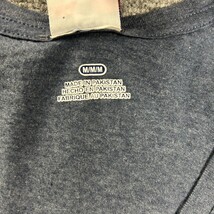 M/M/M
MADE IN PAKISTAN
HECHO EN PAKISTAN
FABRIQUE AU PAKISTAN